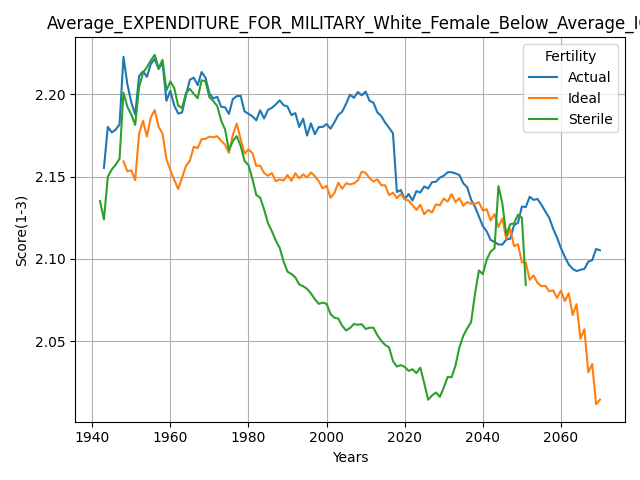 Average_EXPENDITURE_FOR_MILITARY_White_Female_Below_Average_I
Fertility
Actual
Ideal
Sterile
Score(1-3)
2.20
2.15
2.10
2.05
1940 1960 1980 2000 2020 2040 2060
Years